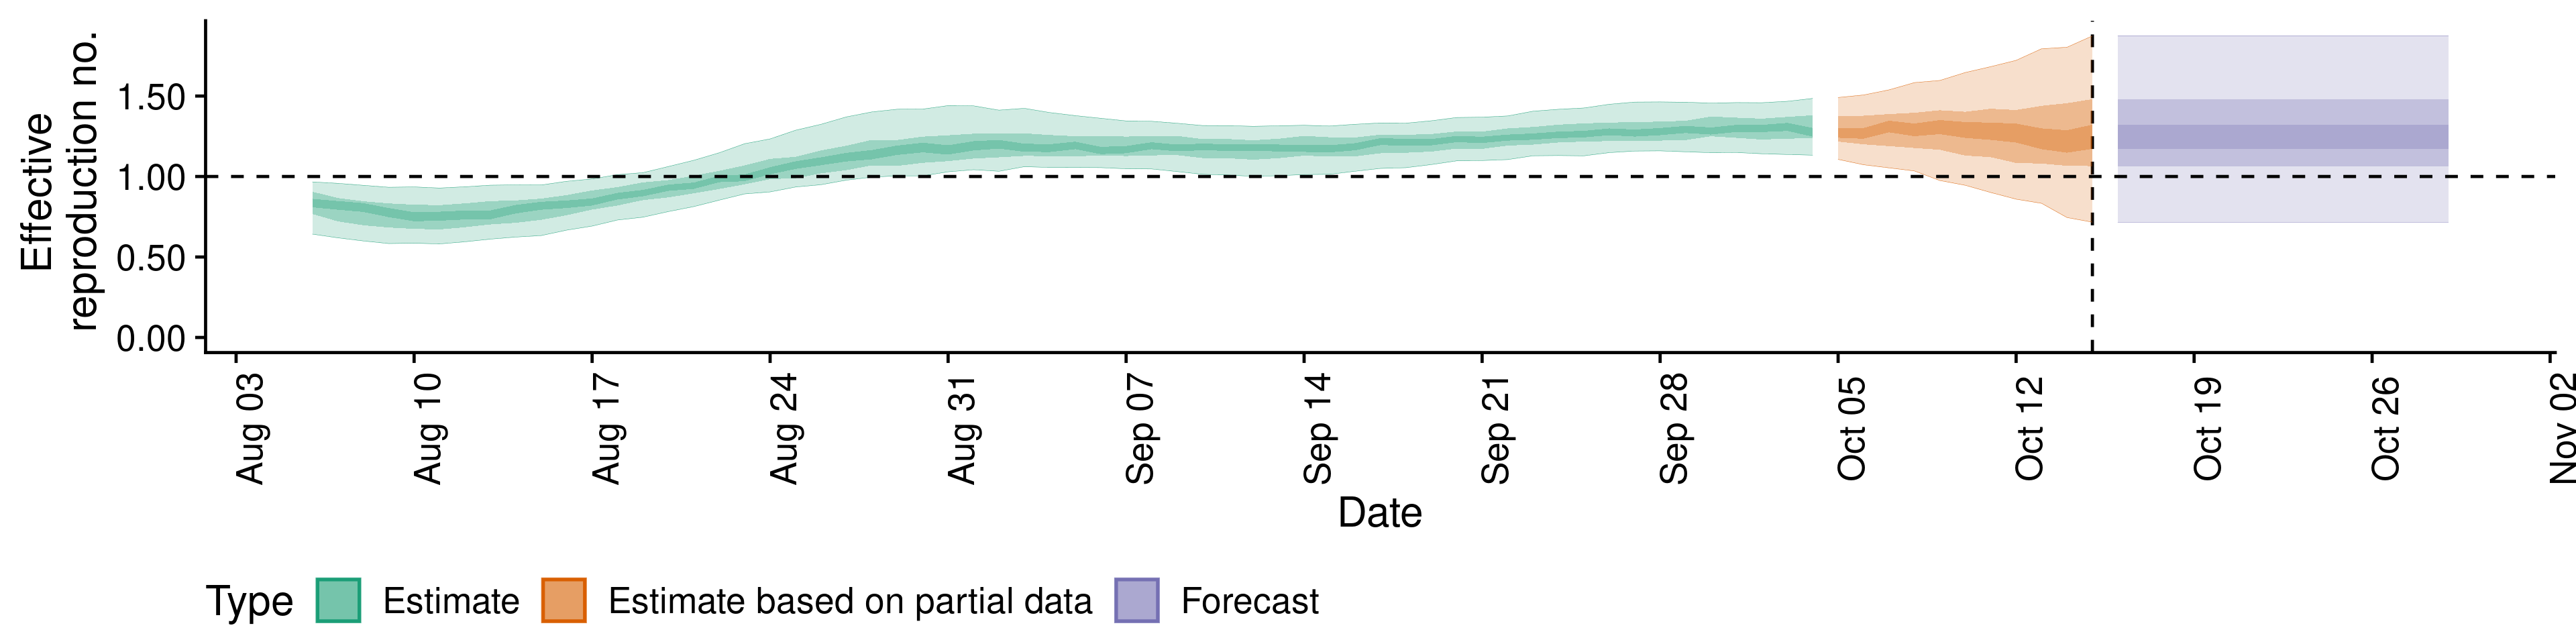 Effective
reproduction no.
1.50
1.00
0.50
0.00
Aug 03
Aug 10
Aug 17
Aug 24
Aug 31
Sep 07
Sep 14
Sep 21
Sep 28
Oct 05
Oct 12
Oct 19
Oct 26
Nov 02
Date
Type Estimate Estimate based on partial data Forecast